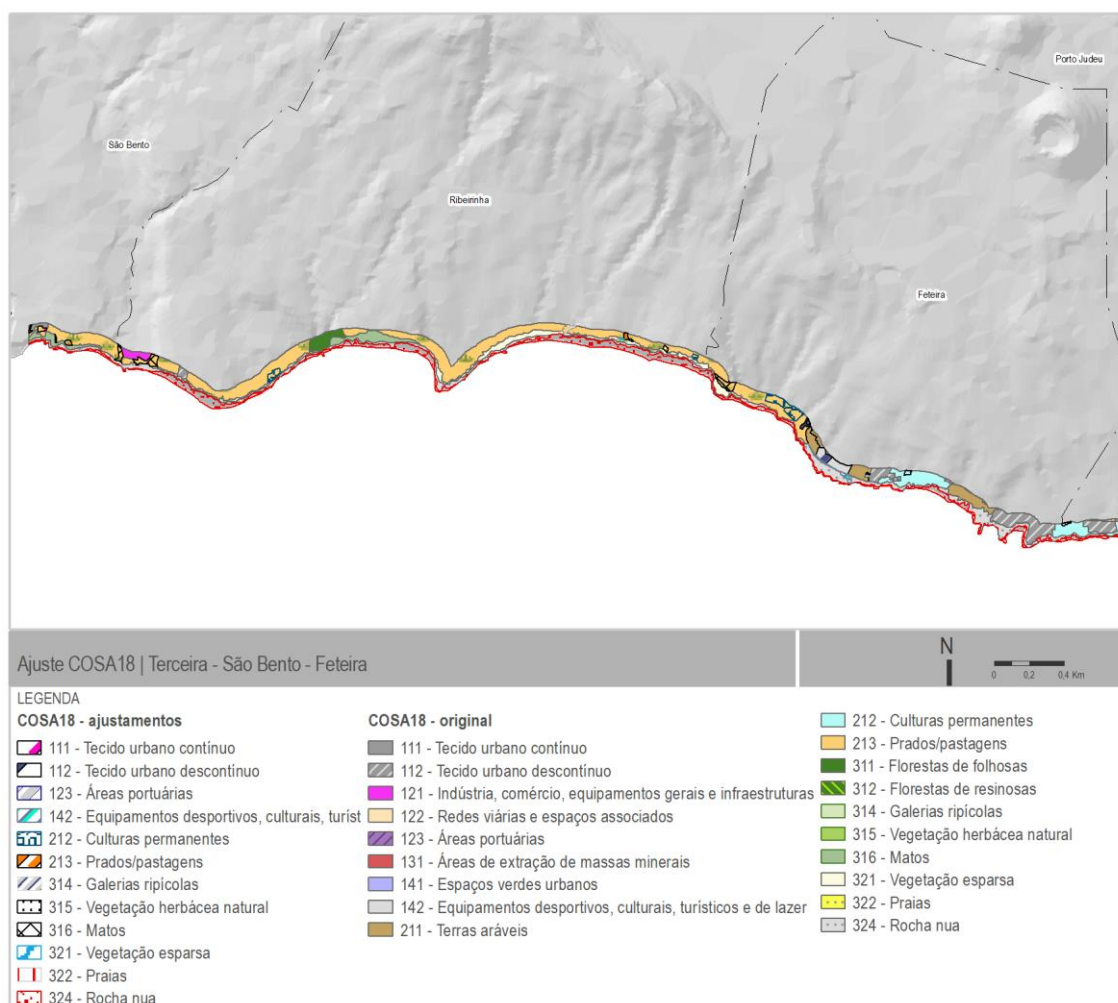 Porto Judeu
São Bento
Ribeirinha
Feteira
Ajuste COSA18 | Terceira - São Bento - Feteira
N
0 0,2 0,4 Km
LEGENDA
COSA18 - ajustamentos
111 - Tecido urbano contínuo
112 - Tecido urbano descontínuo
123 - Áreas portuárias
142 - Equipamentos desportivos, culturais, turíst
212 - Culturas permanentes
213 - Prados/pastagens
314 - Galerias ripícolas
315 - Vegetação herbácea natural
316 - Matos
321 - Vegetação esparsa
322 - Praias
324 - Rocha nua
COSA18 - original
111 - Tecido urbano contínuo
112 - Tecido urbano descontínuo
121 - Indústria, comércio, equipamentos gerais e infraestruturas
122 - Redes viárias e espaços associados
123 - Áreas portuárias
131 - Áreas de extração de massas minerais
141 - Espaços verdes urbanos
142 - Equipamentos desportivos, culturais, turísticos e de lazer
211 - Terras aráveis
212 - Culturas permanentes
213 - Prados/pastagens
311 - Florestas de folhosas
312 - Florestas de resinosas
314 - Galerias ripícolas
315 - Vegetação herbácea natural
316 - Matos
321 - Vegetação esparsa
322 - Praias
324 - Rocha nua